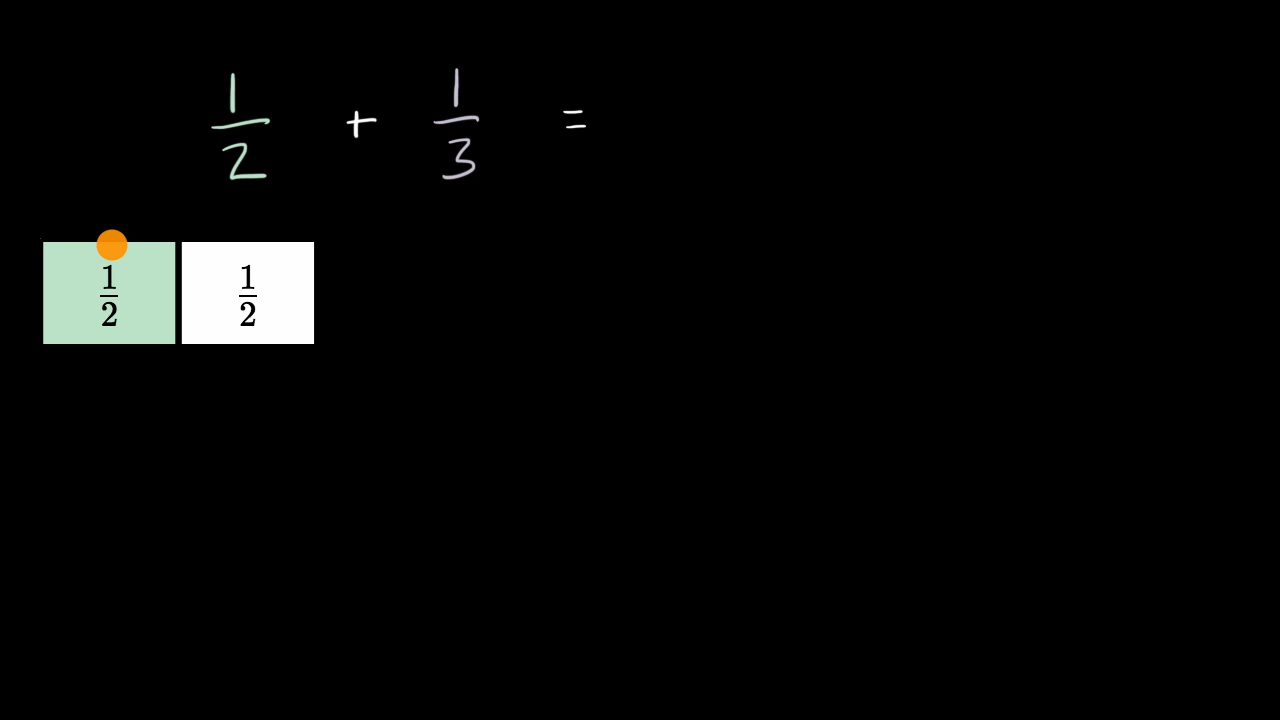 1/2 + 1/3 =
1/2 1/2